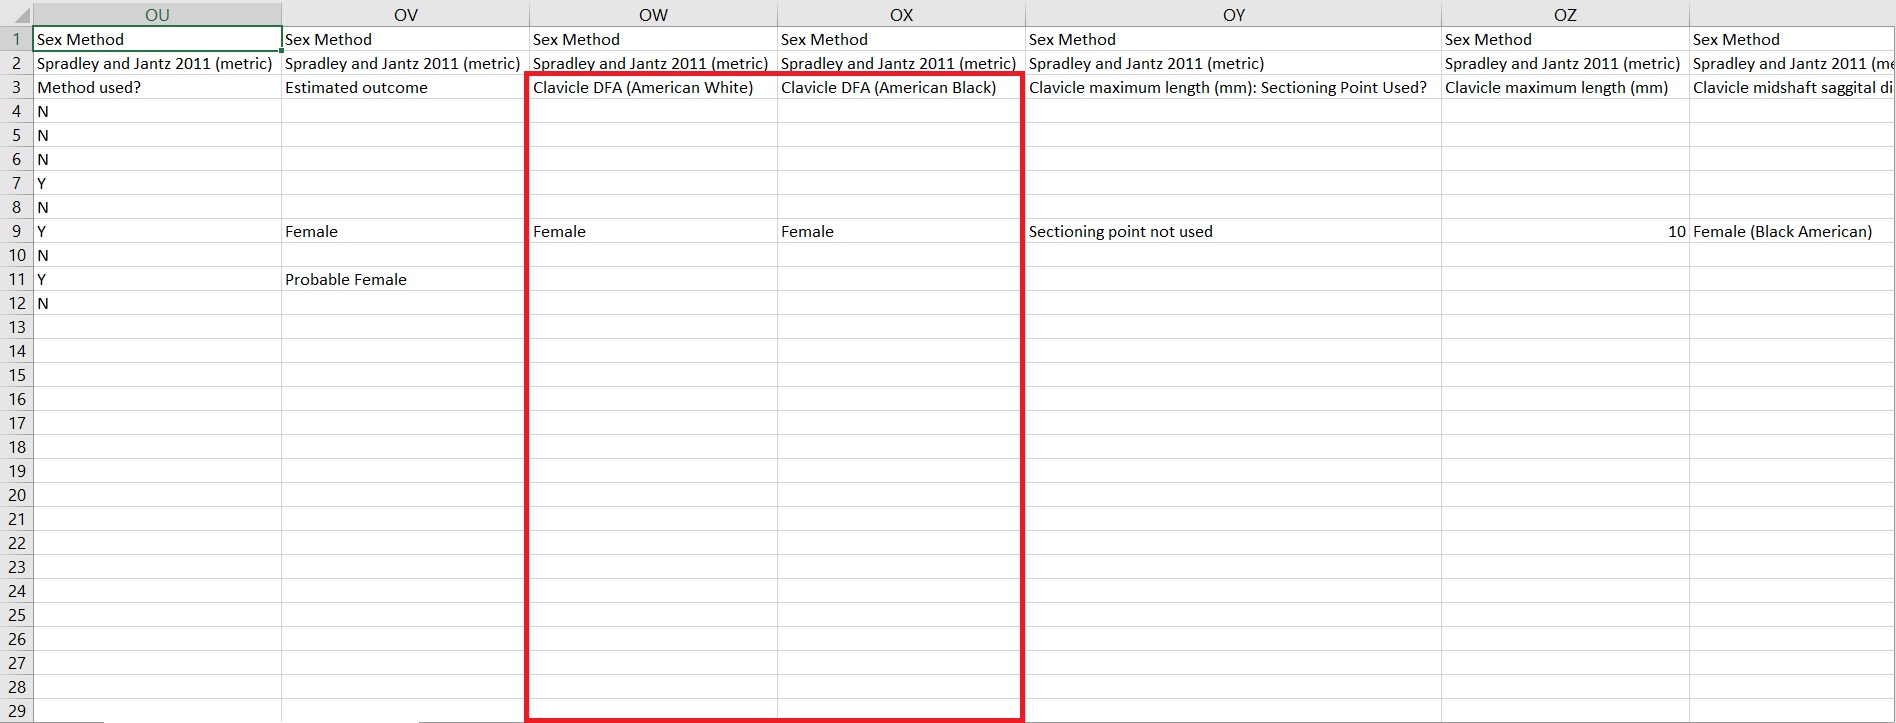 OU OV OW OX OY OZ
1 Sex Method Sex Method Sex Method Sex Method Sex Method Sex Method Sex Method
2 Spradley and Jantz 2011 (metric) Spradley and Jantz 2011 (metric) Spradley and Jantz 2011 (metric) Spradley and Jantz 2011 (metric) Spradley and Jantz 2011 (metric) Spradley and Jantz 2011 (metric) Spradley and Jantz 2011 (me
3 Method used? Estimated outcome Clavicle DFA (American White) Clavicle DFA (American Black) Clavicle maximum length (mm): Sectioning Point Used? Clavicle maximum length (mm) Clavicle midshaft saggital di
4 N
5 N
6 N
7 Y
8 N
9 Y Female Female Female Sectioning point not used 10 Female (Black American)
10 N
11 Y Probable Female
12 N
13
14
15
16
17
18
19
20
21
22
23
24
25
26
27
28
29